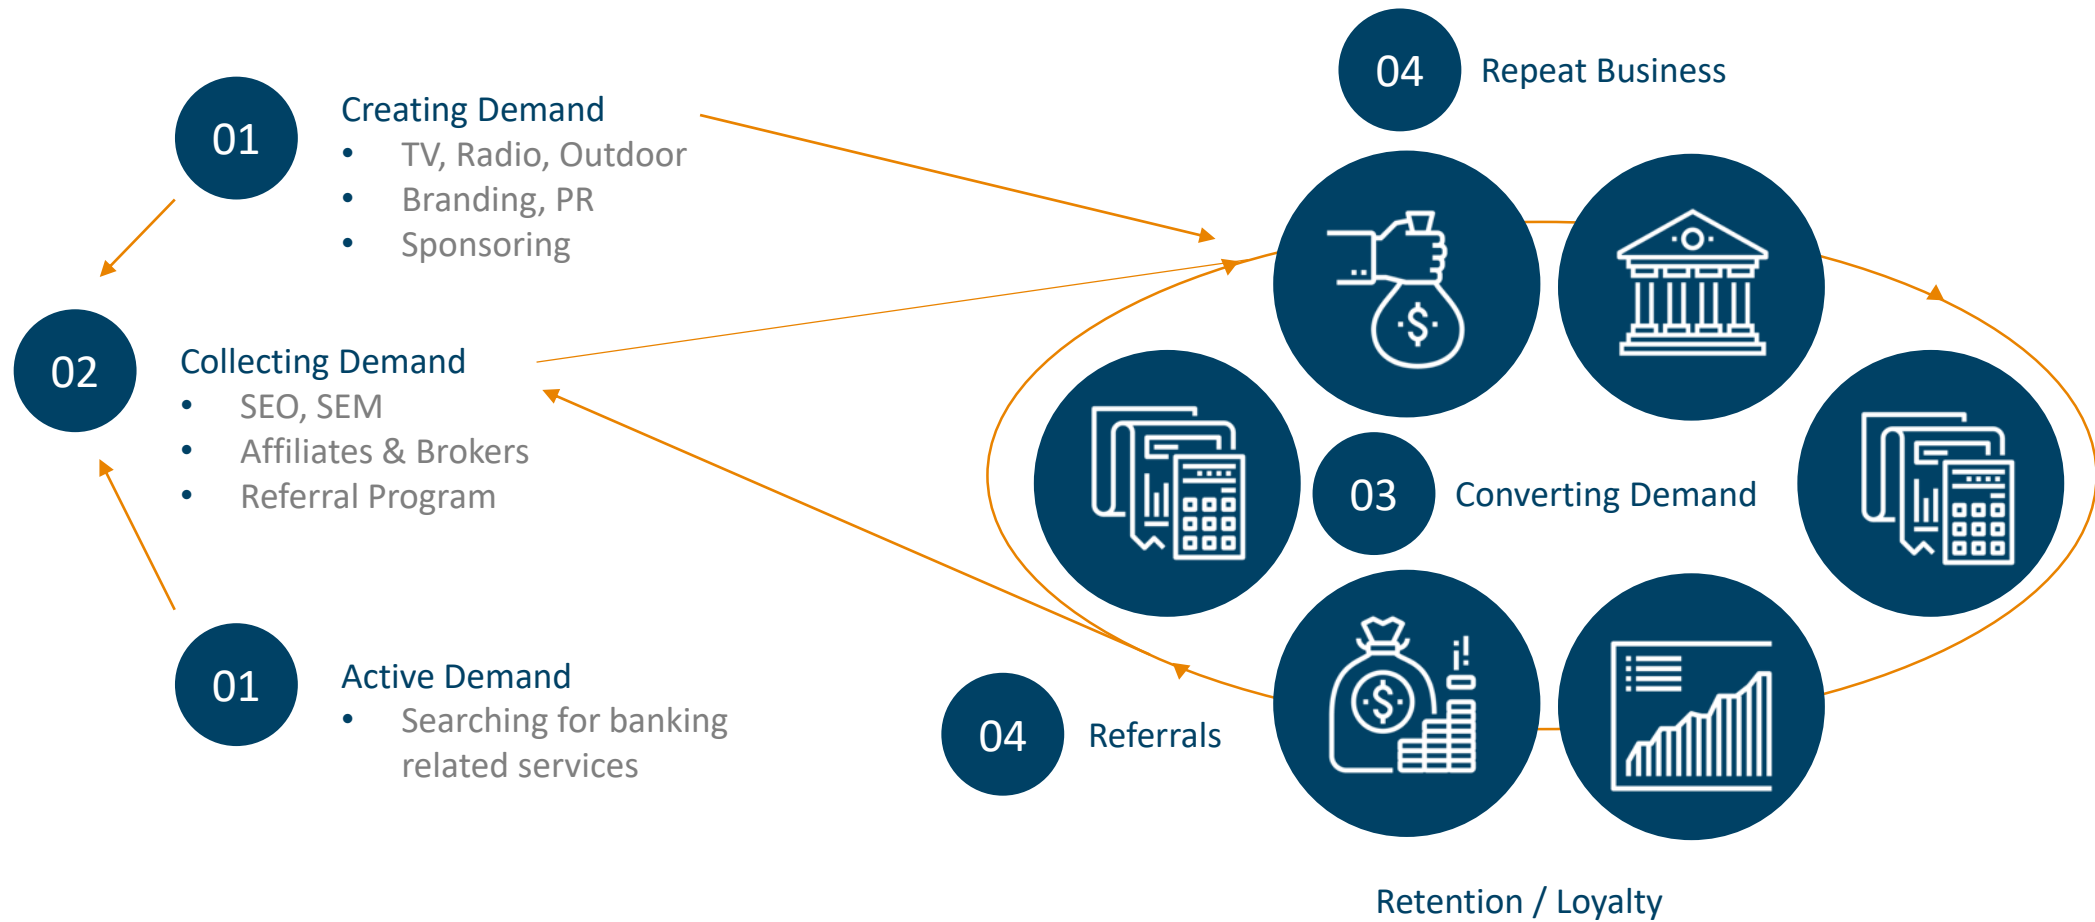 01
Creating Demand
• TV, Radio, Outdoor
• Branding, PR
• Sponsoring
02
Collecting Demand
• SEO, SEM
• Affiliates & Brokers
• Referral Program
01
Active Demand
• Searching for banking
related services
04
Repeat Business
03
Converting Demand
04
Referrals
Retention / Loyalty